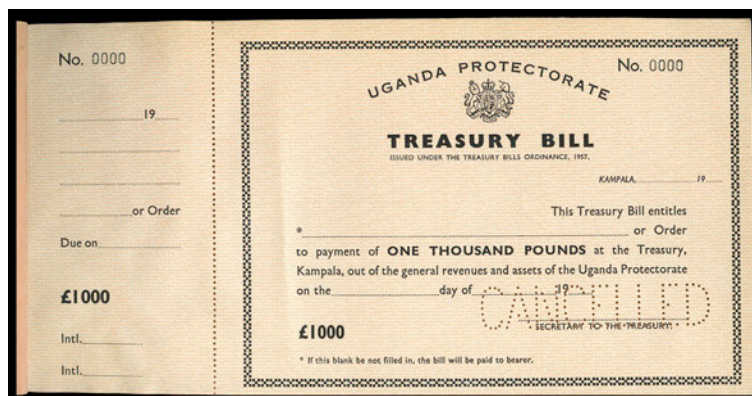 No. 0000
19
or Order
Due on
£1000
Intl.
Intl.
UGANDA PROTECTORATE
No. 0000
TREASURY BILL
ISSUED UNDER THE TREASURY BILLS ORDINANCE, 1957.
KAMPALA, 19
This Treasury Bill entitles
* or Order
to payment of ONE THOUSAND POUNDS at the Treasury,
Kampala, out of the general revenues and assets of the Uganda Protectorate
on the day of 19
CANCELLED
SECRETARY TO THE TREASURY.
£1000
* If this blank be not filled in, the bill will be paid to bearer.